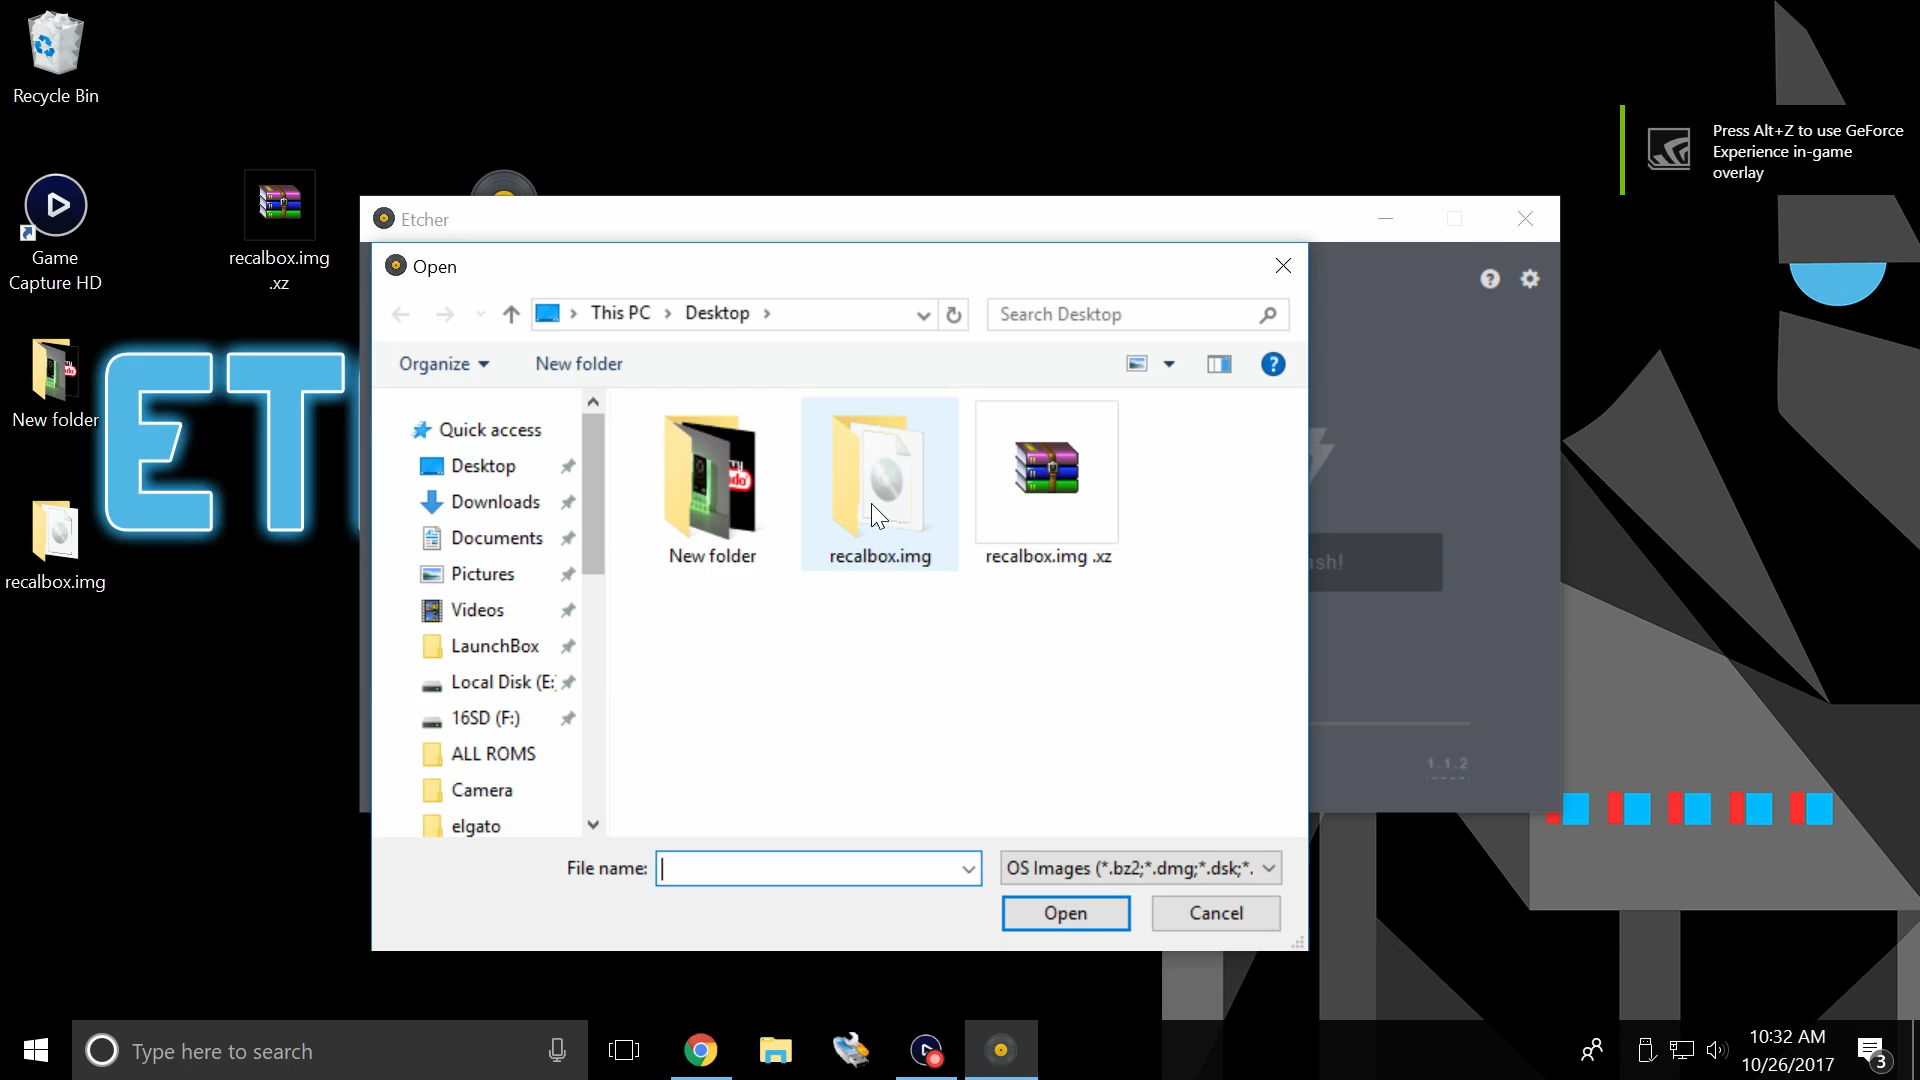 Recycle Bin
Game
Capture HD
recalbox.img
.xz
New folder
recalbox.img
ET
Press Alt+Z to use GeForce
Experience in-game
overlay
Etcher
Open
This PC
Desktop
Search Desktop
Organize
New folder
Quick access
Desktop
Downloads
Documents
Pictures
Videos
LaunchBox
Local Disk (E:
16SD (F:)
ALL ROMS
Camera
elgato
New folder
recalbox.img
recalbox.img .xz
ash!
1.1.2
File name:
OS Images (*.bz2;*.dmg;*.dsk;*.
Open
Cancel
Type here to search
10:32 AM
10/26/2017
3